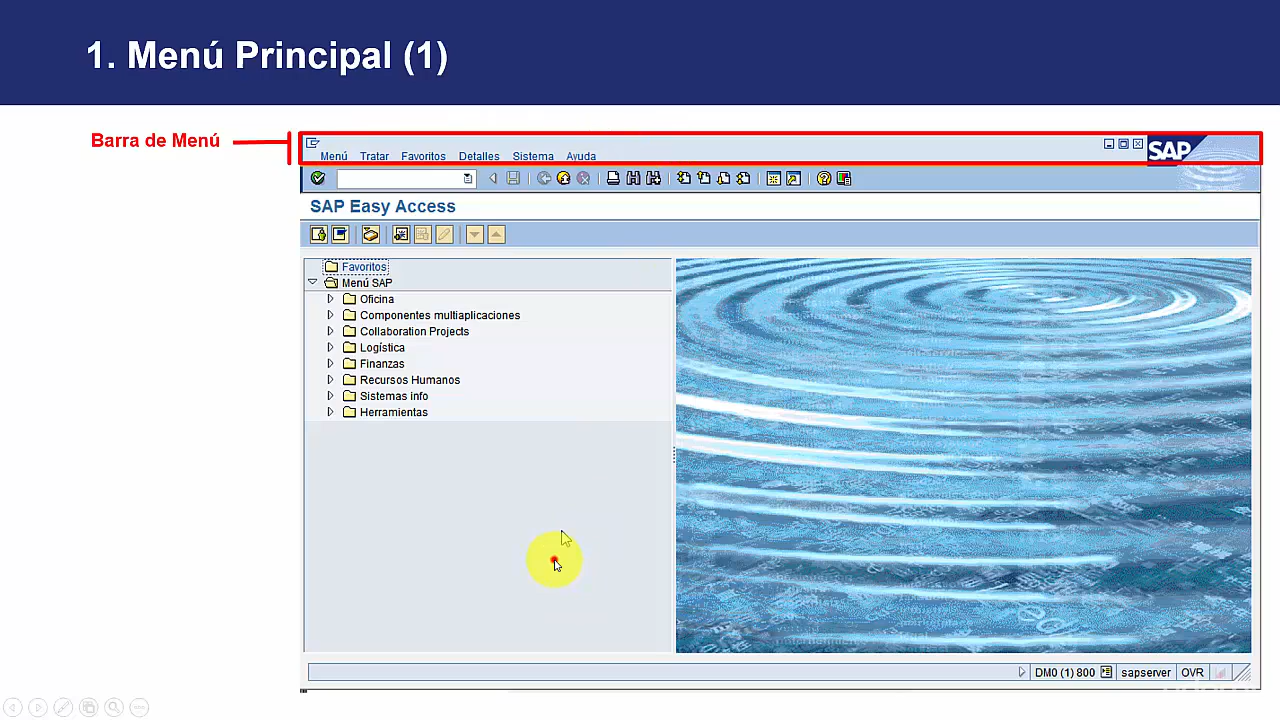 1. Menú Principal (1)
Barra de Menú
Menú Tratar Favoritos Detalles Sistema Ayuda
SAP
SAP Easy Access
Favoritos
Menú SAP
Oficina
Componentes multiaplicaciones
Collaboration Projects
Logística
Finanzas
Recursos Humanos
Sistemas info
Herramientas
DM0 (1) 800 sapserver OVR